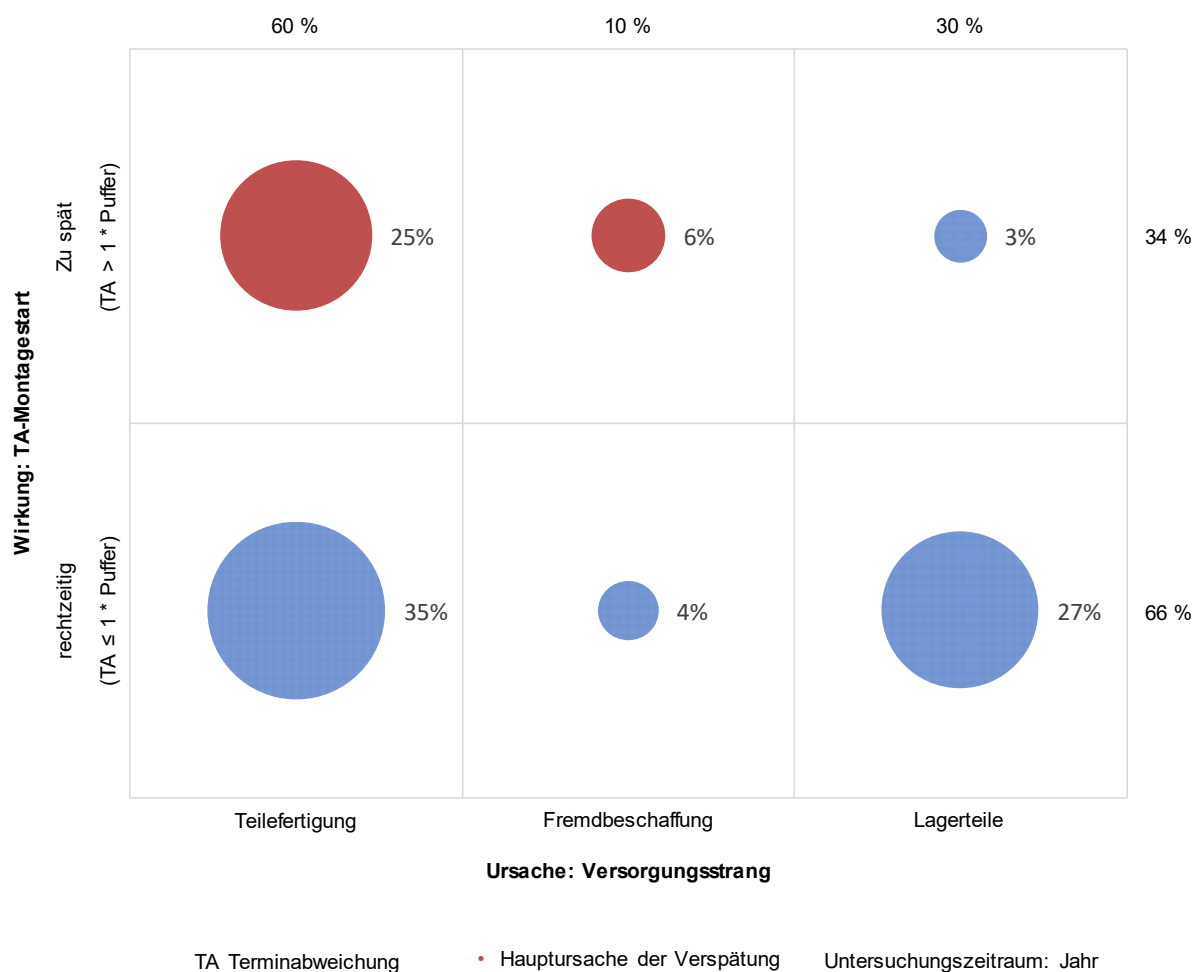 60 %
10 %
30 %
Wirkung: TA-Montagestart
Zu spät
(TA > 1 * Puffer)
25%
6%
3%
34 %
rechtzeitig
(TA ≤ 1 * Puffer)
35%
4%
27%
66 %
Teilefertigung
Fremdbeschaffung
Lagerteile
Ursache: Versorgungsstrang
TA Terminabweichung
• Hauptursache der Verspätung
Untersuchungszeitraum: Jahr